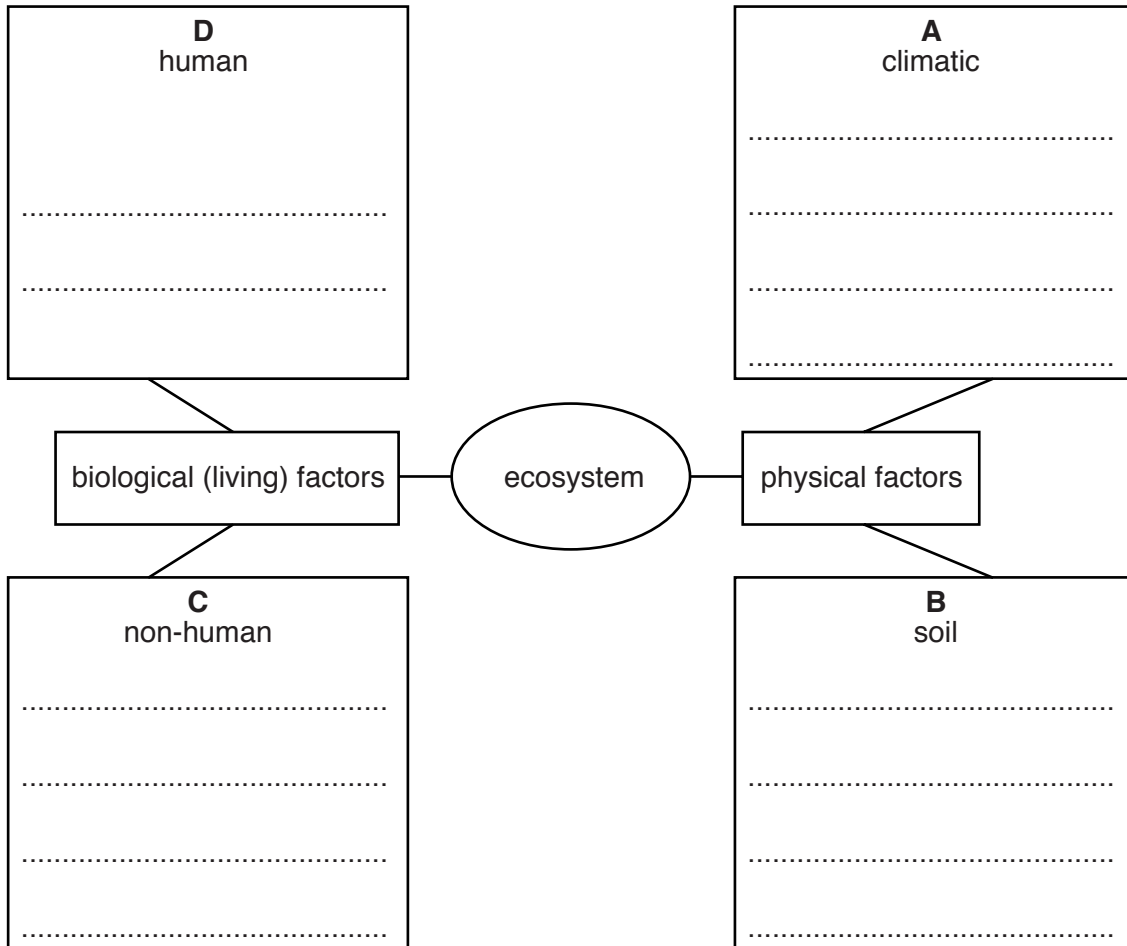 D
human
..............................................
..............................................
A
climatic
..............................................
..............................................
..............................................
..............................................
biological (living) factors
ecosystem
physical factors
C
non-human
..............................................
..............................................
..............................................
..............................................
B
soil
..............................................
..............................................
..............................................
..............................................